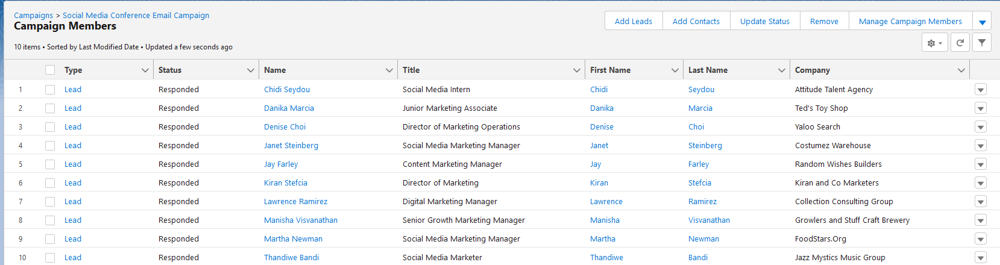 Campaigns > Social Media Conference Email Campaign
Campaign Members
Add Leads Add Contacts Update Status Remove Manage Campaign Members
10 items • Sorted by Last Modified Date • Updated a few seconds ago
Type Status Name Title First Name Last Name Company
1 Lead Responded Chidi Seydou Social Media Intern Chidi Seydou Attitude Talent Agency
2 Lead Responded Danika Marcia Junior Marketing Associate Danika Marcia Ted's Toy Shop
3 Lead Responded Denise Choi Director of Marketing Operations Denise Choi Yaloo Search
4 Lead Responded Janet Steinberg Social Media Marketing Manager Janet Steinberg Costumez Warehouse
5 Lead Responded Jay Farley Content Marketing Manager Jay Farley Random Wishes Builders
6 Lead Responded Kiran Stefcia Director of Marketing Kiran Stefcia Kiran and Co Marketers
7 Lead Responded Lawrence Ramirez Digital Marketing Manager Lawrence Ramirez Collection Consulting Group
8 Lead Responded Manisha Visvanathan Senior Growth Marketing Manager Manisha Visvanathan Growlers and Stuff Craft Brewery
9 Lead Responded Martha Newman Social Media Marketing Manager Martha Newman FoodStars.Org
10 Lead Responded Thandiwe Bandi Social Media Marketer Thandiwe Bandi Jazz Mystics Music Group